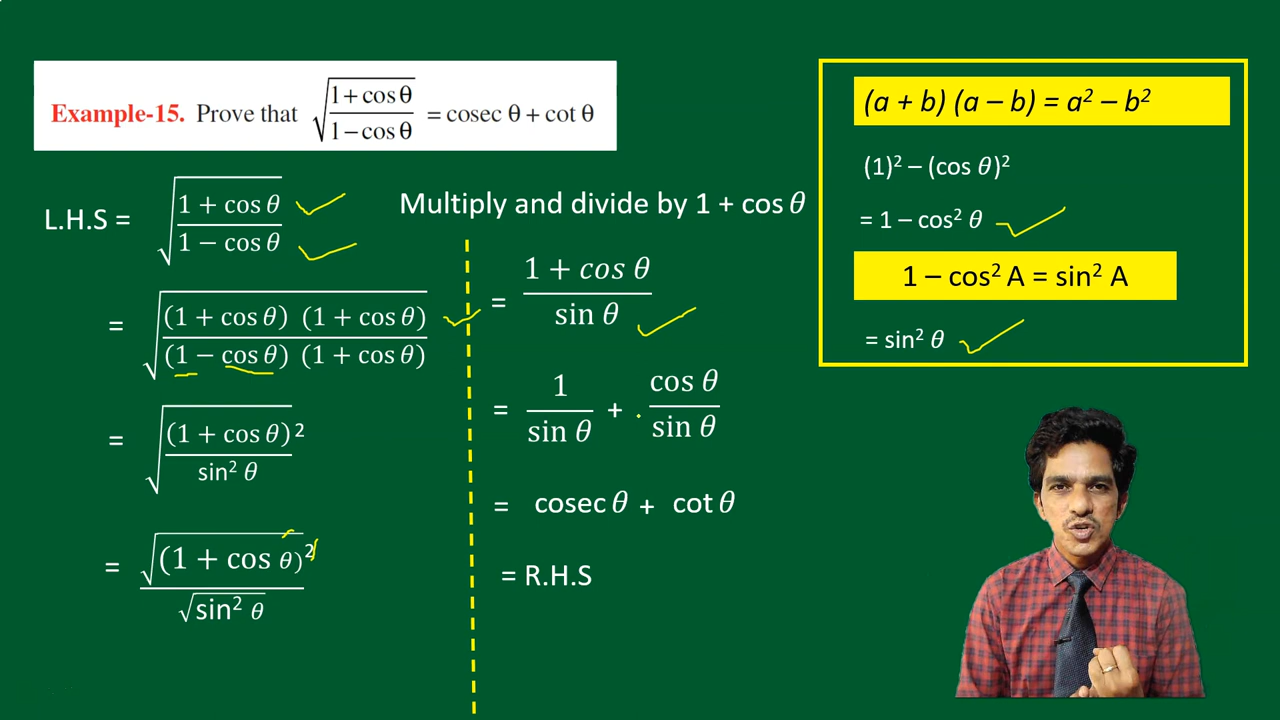 Example-15. Prove that √((1+cosθ)/(1−cosθ)) = cosec θ + cot θ
L.H.S = √((1 + cos θ)/(1 − cos θ))
= √((1 + cos θ) (1 + cos θ)/(1 − cos θ) (1 + cos θ))
= √((1 + cos θ)²/sin² θ)
= √(1 + cos θ)²/√sin² θ
Multiply and divide by 1 + cos θ
= (1 + cos θ)/(sin θ)
= 1/(sin θ) + (cos θ)/(sin θ)
= cosec θ + cot θ
= R.H.S
(a + b) (a – b) = a² – b²
(1)² – (cos θ)²
= 1 – cos² θ
1 – cos² A = sin² A
= sin² θ